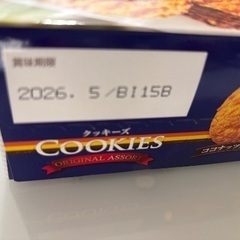 賞味期限
2026. 5/BI15B
クッキーズ
COOKIES
ORIGINAL ASSORT
ココナッツ